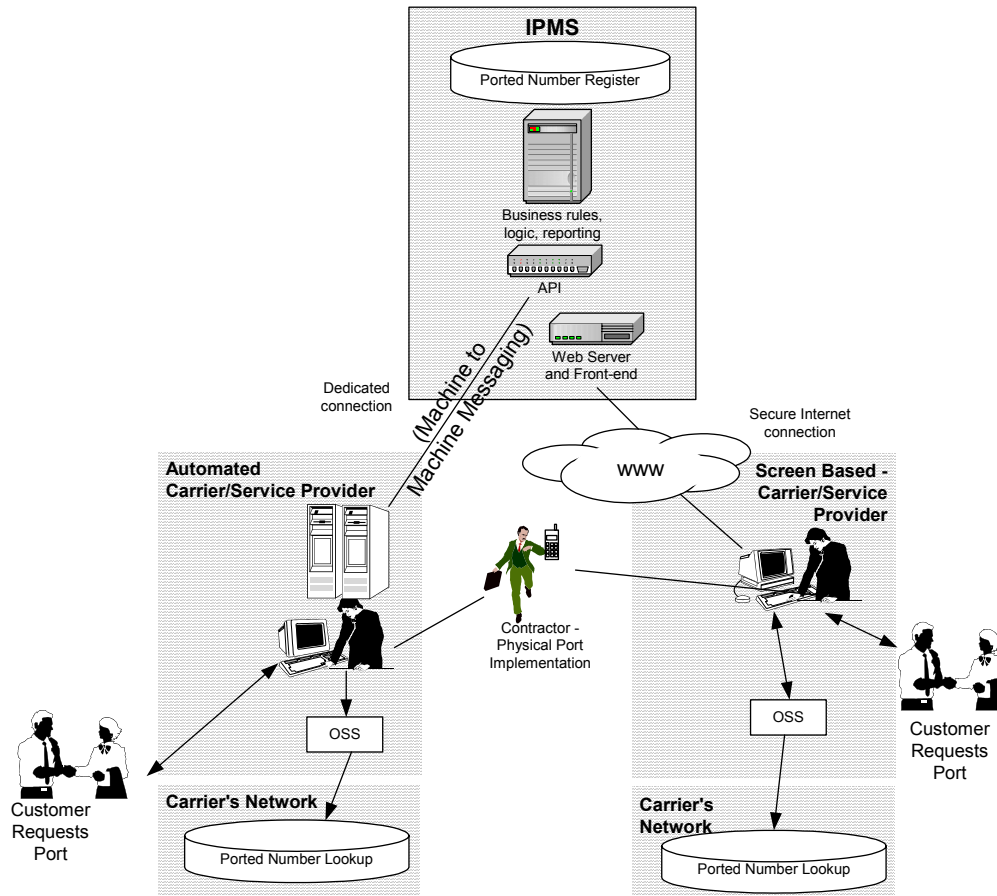 IPMS
Ported Number Register
Business rules,
logic, reporting
API
Web Server
and Front-end
(Machine to
Machine Messaging)
Dedicated
connection
Secure Internet
connection
www
Automated
Carrier/Service Provider
Screen Based -
Carrier/Service
Provider
Contractor -
Physical Port
Implementation
OSS
OSS
Customer
Requests
Port
Customer
Requests
Port
Carrier's Network
Ported Number Lookup
Carrier's
Network
Ported Number Lookup